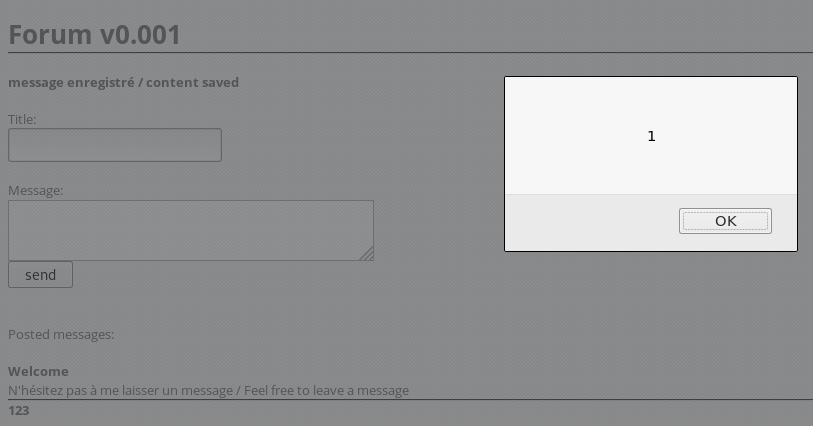 Forum v0.001
message enregistré / content saved
Title:
Message:
send
1
OK
Posted messages:
Welcome
N'hésitez pas à me laisser un message / Feel free to leave a message
123